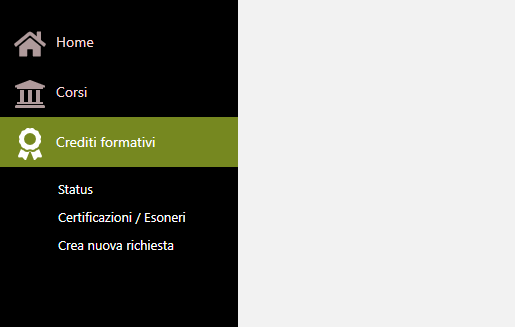 Home
Corsi
Crediti formativi
Status
Certificazioni / Esoneri
Crea nuova richiesta